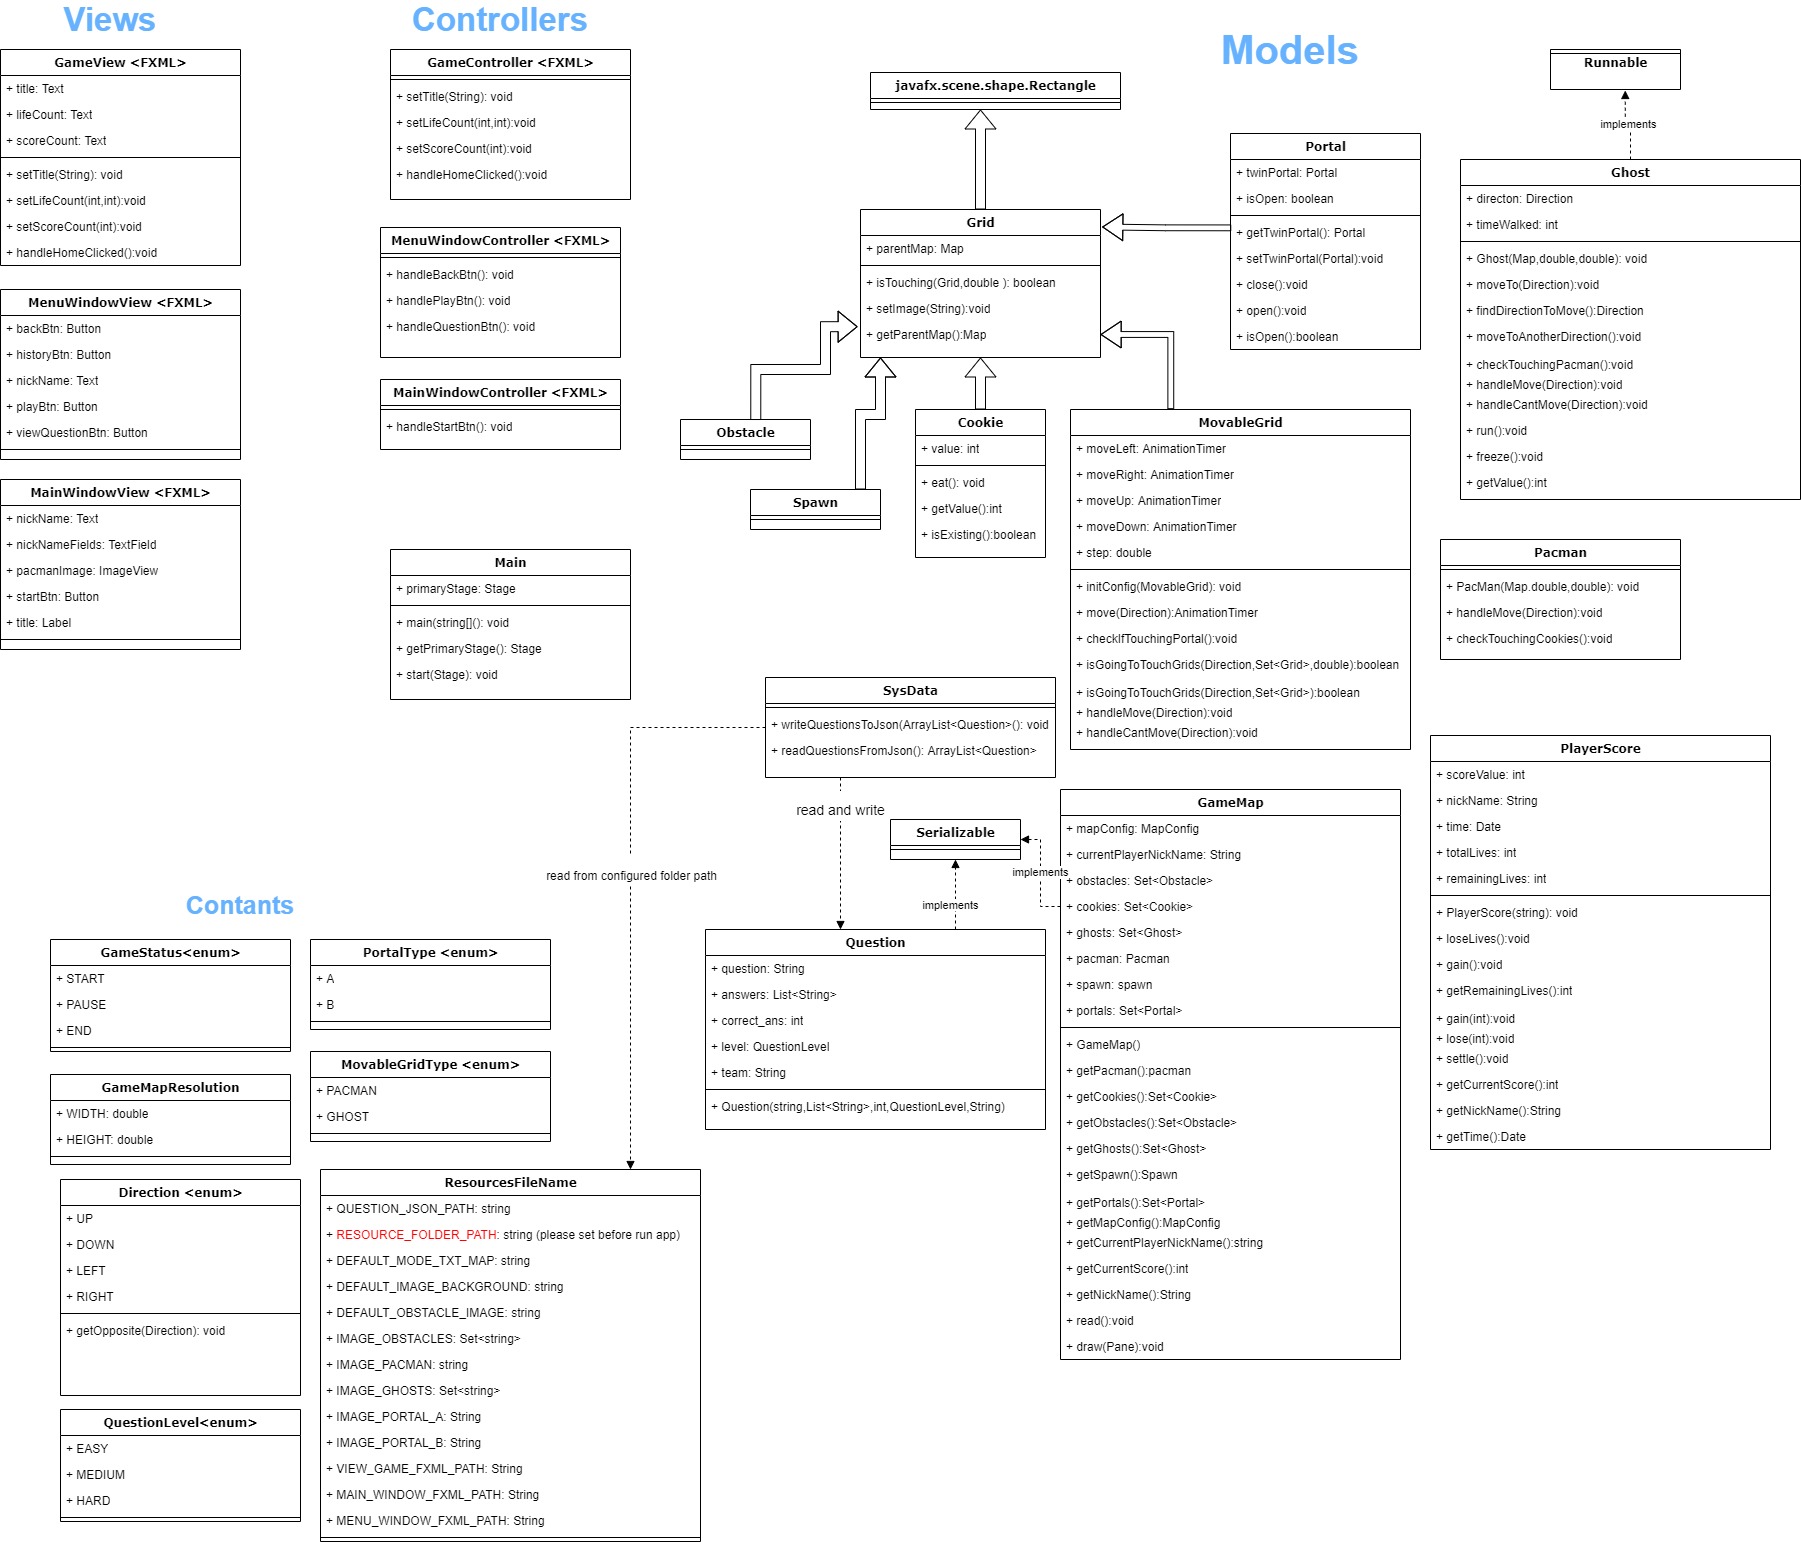 Views
GameView <FXML>
+ title: Text
+ lifeCount: Text
+ scoreCount: Text
+ setTitle(String): void
+ setLifeCount(int,int):void
+ setScoreCount(int):void
+ handleHomeClicked():void
MenuWindowView <FXML>
+ backBtn: Button
+ historyBtn: Button
+ nickName: Text
+ playBtn: Button
+ viewQuestionBtn: Button
MainWindowView <FXML>
+ nickName: Text
+ nickNameFields: TextField
+ pacmanImage: ImageView
+ startBtn: Button
+ title: Label
Controllers
GameController <FXML>
+ setTitle(String): void
+ setLifeCount(int,int):void
+ setScoreCount(int):void
+ handleHomeClicked():void
MenuWindowController <FXML>
+ handleBackBtn(): void
+ handlePlayBtn(): void
+ handleQuestionBtn(): void
MainWindowController <FXML>
+ handleStartBtn(): void
Main
+ primaryStage: Stage
+ main(string[](): void
+ getPrimaryStage(): Stage
+ start(Stage): void
Models
javafx.scene.shape.Rectangle
Grid
+ parentMap: Map
+ isTouching(Grid,double ): boolean
+ setImage(String):void
+ getParentMap():Map
Portal
+ twinPortal: Portal
+ isOpen: boolean
+ getTwinPortal(): Portal
+ setTwinPortal(Portal):void
+ close():void
+ open():void
+ isOpen():boolean
Runnable
implements
Ghost
+ directon: Direction
+ timeWalked: int
+ Ghost(Map,double,double): void
+ moveTo(Direction):void
+ findDirectionToMove():Direction
+ moveToAnotherDirection():void
+ checkTouchingPacman():void
+ handleMove(Direction):void
+ handleCantMove(Direction):void
+ run():void
+ freeze():void
+ getValue():int
Obstacle
Spawn
Cookie
+ value: int
+ eat(): void
+ getValue():int
+ isExisting():boolean
MovableGrid
+ moveLeft: AnimationTimer
+ moveRight: AnimationTimer
+ moveUp: AnimationTimer
+ moveDown: AnimationTimer
+ step: double
+ initConfig(MovableGrid): void
+ move(Direction):AnimationTimer
+ checkIfTouchingPortal():void
+ isGoingToTouchGrids(Direction,Set<Grid>,double):boolean
+ isGoingToTouchGrids(Direction,Set<Grid>):boolean
+ handleMove(Direction):void
+ handleCantMove(Direction):void
Pacman
+ PacMan(Map.double,double): void
+ handleMove(Direction):void
+ checkTouchingCookies():void
SysData
+ writeQuestionsToJson(ArrayList<Question>(): void
+ readQuestionsFromJson(): ArrayList<Question>
read and write
read from configured folder path
Serializable
implements
implements
Question
+ question: String
+ answers: List<String>
+ correct_ans: int
+ level: QuestionLevel
+ team: String
+ Question(string,List<String>,int,QuestionLevel,String)
GameMap
+ mapConfig: MapConfig
+ currentPlayerNickName: String
+ obstacles: Set<Obstacle>
+ cookies: Set<Cookie>
+ ghosts: Set<Ghost>
+ pacman: Pacman
+ spawn: spawn
+ portals: Set<Portal>
+ GameMap()
+ getPacman():pacman
+ getCookies():Set<Cookie>
+ getObstacles():Set<Obstacle>
+ getGhosts():Set<Ghost>
+ getSpawn():Spawn
+ getPortals():Set<Portal>
+ getMapConfig():MapConfig
+ getCurrentPlayerNickName():string
+ getCurrentScore():int
+ getNickName():String
+ read():void
+ draw(Pane):void
PlayerScore
+ scoreValue: int
+ nickName: String
+ time: Date
+ totalLives: int
+ remainingLives: int
+ PlayerScore(string): void
+ loseLives():void
+ gain():void
+ getRemainingLives():int
+ gain(int):void
+ lose(int):void
+ settle():void
+ getCurrentScore():int
+ getNickName():String
+ getTime():Date
Contants
GameStatus<enum>
+ START
+ PAUSE
+ END
PortalType <enum>
+ A
+ B
GameMapResolution
+ WIDTH: double
+ HEIGHT: double
MovableGridType <enum>
+ PACMAN
+ GHOST
Direction <enum>
+ UP
+ DOWN
+ LEFT
+ RIGHT
+ getOpposite(Direction): void
QuestionLevel<enum>
+ EASY
+ MEDIUM
+ HARD
ResourcesFileName
+ QUESTION_JSON_PATH: string
+ RESOURCE_FOLDER_PATH: string (please set before run app)
+ DEFAULT_MODE_TXT_MAP: string
+ DEFAULT_IMAGE_BACKGROUND: string
+ DEFAULT_OBSTACLE_IMAGE: string
+ IMAGE_OBSTACLES: Set<string>
+ IMAGE_PACMAN: string
+ IMAGE_GHOSTS: Set<string>
+ IMAGE_PORTAL_A: String
+ IMAGE_PORTAL_B: String
+ VIEW_GAME_FXML_PATH: String
+ MAIN_WINDOW_FXML_PATH: String
+ MENU_WINDOW_FXML_PATH: String